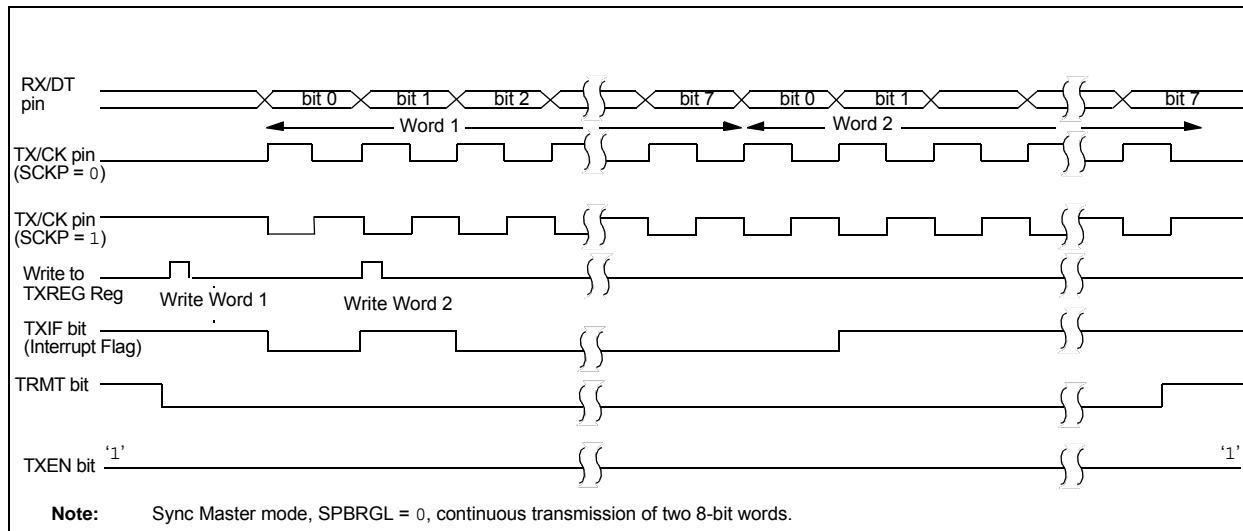 RX/DT
pin
bit 0 bit 1 bit 2 bit 7 bit 0 bit 1 bit 7
Word 1 Word 2
TX/CK pin
(SCKP = 0)
TX/CK pin
(SCKP = 1)
Write to
TXREG Reg
Write Word 1 Write Word 2
TXIF bit
(Interrupt Flag)
TRMT bit
TXEN bit ‘1’ ‘1’
Note: Sync Master mode, SPBRGL = 0, continuous transmission of two 8-bit words.